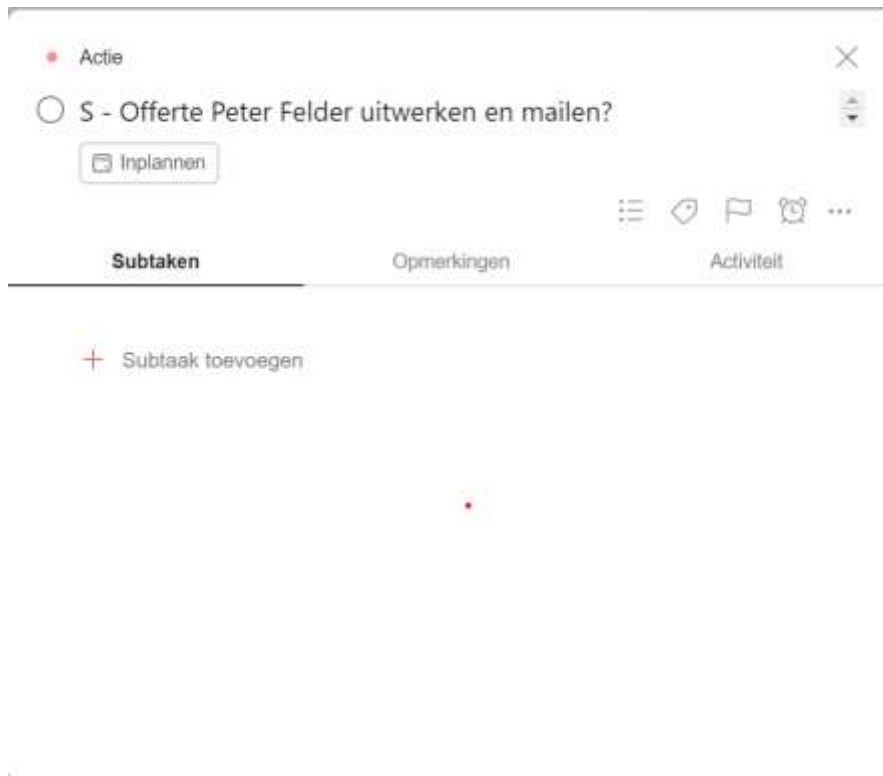 Actie
S - Offerte Peter Felder uitwerken en mailen?
Inplannen
Subtaken Opmerkingen Activiteit
Subtaak toevoegen